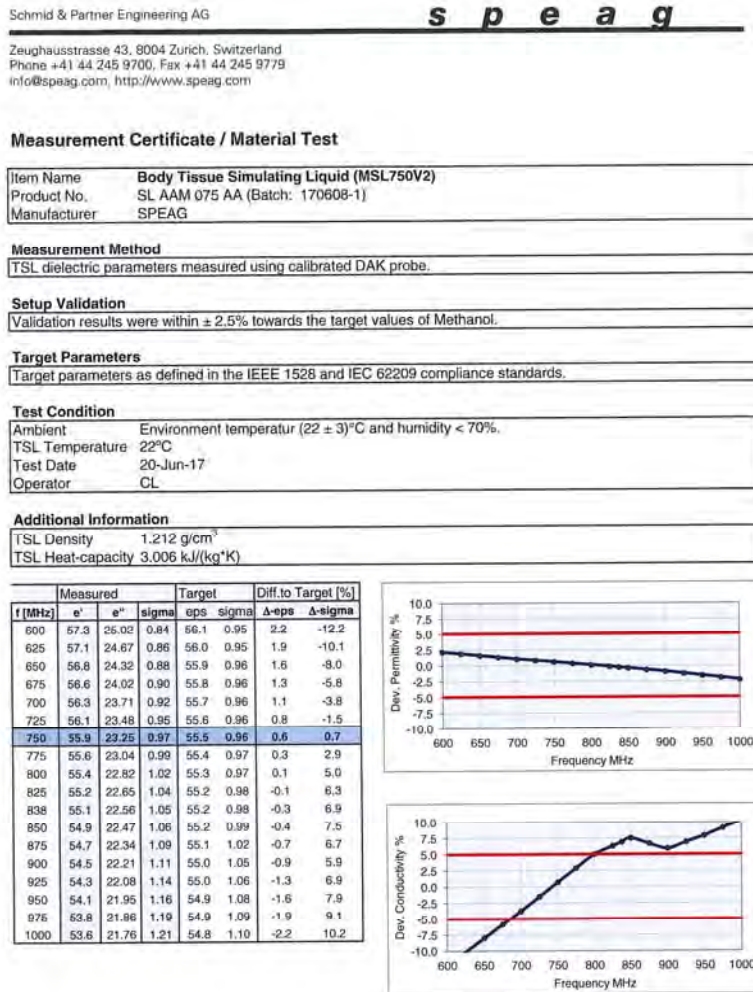 Schmid & Partner Engineering AG
s p e a g
Zeughausstrasse 43, 8004 Zurich, Switzerland
Phone +41 44 245 9700, Fax +41 44 245 9779
info@speag.com, http://www.speag.com
Measurement Certificate / Material Test
Item Name Body Tissue Simulating Liquid (MSL750V2)
Product No. SL AAM 075 AA (Batch: 170608-1)
Manufacturer SPEAG
Measurement Method
TSL dielectric parameters measured using calibrated DAK probe.
Setup Validation
Validation results were within ± 2.5% towards the target values of Methanol.
Target Parameters
Target parameters as defined in the IEEE 1528 and IEC 62209 compliance standards.
Test Condition
Ambient Environment temperatur (22 ± 3)°C and humidity < 70%.
TSL Temperature 22°C
Test Date 20-Jun-17
Operator CL
Additional Information
TSL Density 1.212 g/cm³
TSL Heat-capacity 3.006 kJ/(kg*K)
Measured Target Diff.to Target [%]
f [MHz] e' e" sigma eps sigma Δ-eps Δ-sigma
600 57.3 25.02 0.84 56.1 0.95 2.2 -12.2
625 57.1 24.67 0.86 56.0 0.95 1.9 -10.1
650 56.8 24.32 0.88 55.9 0.96 1.6 -8.0
675 56.6 24.02 0.90 55.8 0.96 1.3 -5.8
700 56.3 23.71 0.92 55.7 0.96 1.1 -3.8
725 56.1 23.48 0.95 55.6 0.96 0.8 -1.5
750 55.9 23.25 0.97 55.5 0.96 0.6 0.7
775 55.6 23.04 0.99 55.4 0.97 0.3 2.9
800 55.4 22.82 1.02 55.3 0.97 0.1 5.0
825 55.2 22.65 1.04 55.2 0.98 -0.1 6.3
838 55.1 22.56 1.05 55.2 0.98 -0.3 6.9
850 54.9 22.47 1.06 55.2 0.99 -0.4 7.5
875 54.7 22.34 1.09 55.1 1.02 -0.7 6.7
900 54.5 22.21 1.11 55.0 1.05 -0.9 5.9
925 54.3 22.08 1.14 55.0 1.06 -1.3 6.9
950 54.1 21.95 1.16 54.9 1.08 -1.6 7.9
975 53.8 21.86 1.19 54.9 1.09 -1.9 9.1
1000 53.6 21.76 1.21 54.8 1.10 -2.2 10.2
Dev. Permittivity %
10.0
7.5
5.0
2.5
0.0
-2.5
-5.0
-7.5
-10.0
600 650 700 750 800 850 900 950 1000
Frequency MHz
Dev. Conductivity %
10.0
7.5
5.0
2.5
0.0
-2.5
-5.0
-7.5
-10.0
600 650 700 750 800 850 900 950 1000
Frequency MHz